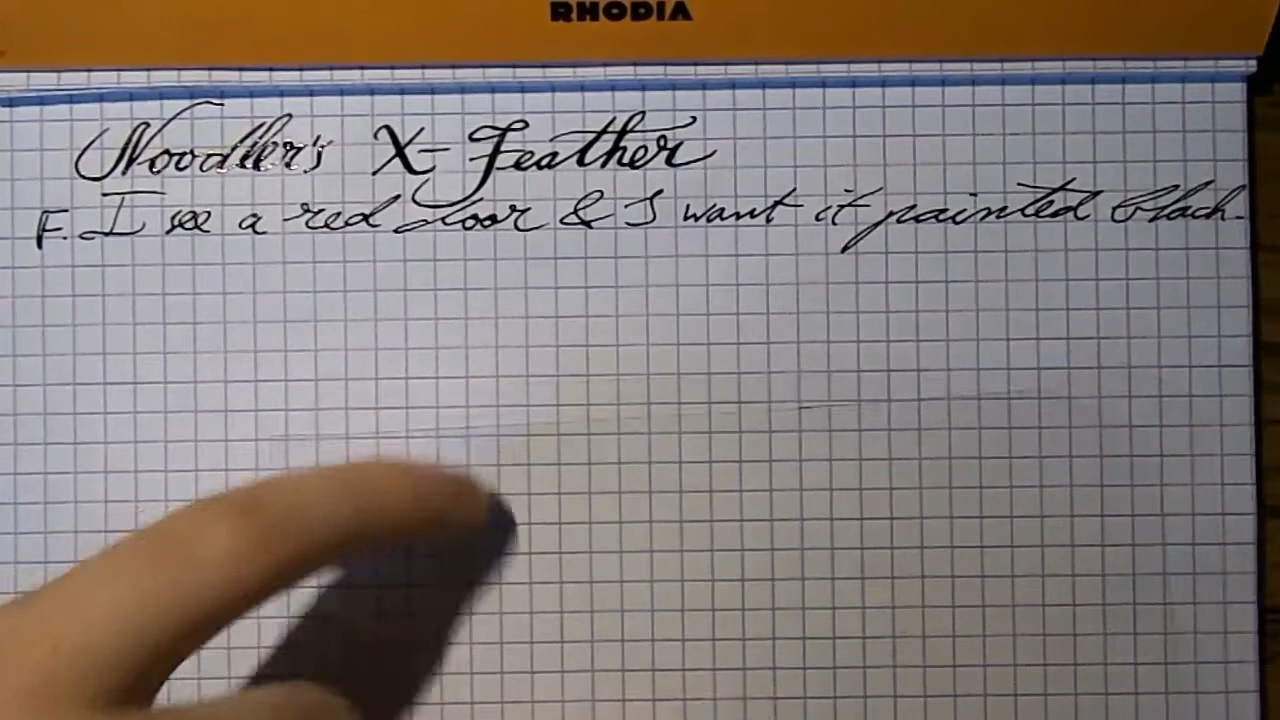 RHODIA
Noodler's X-Feather
F. I see a red door & I want it painted black.